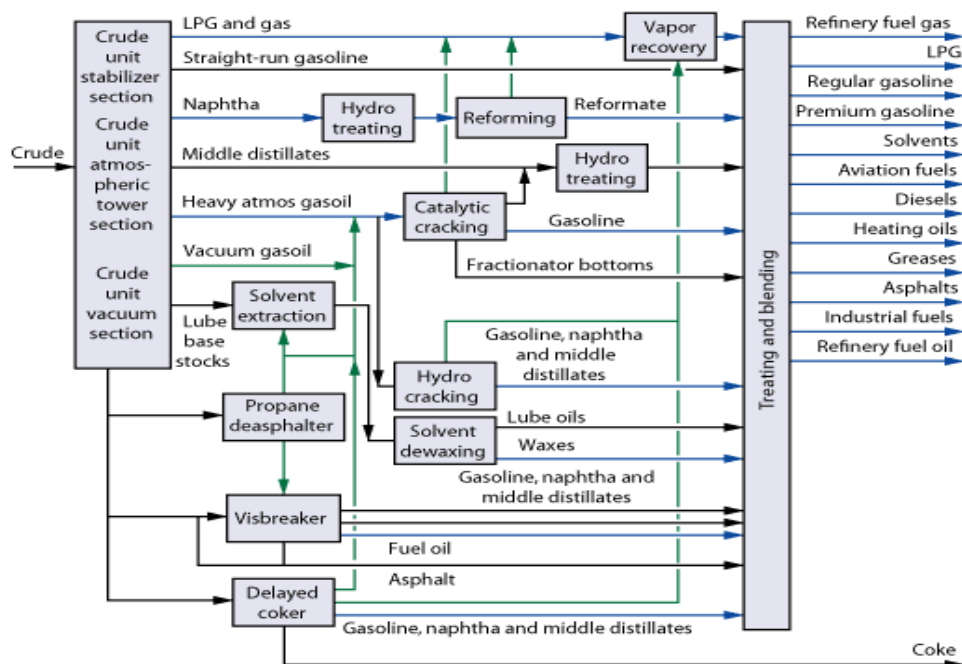 LPG and gas
Vapor
recovery
Refinery fuel gas
Crude
unit
stabilizer
section
Straight-run gasoline
LPG
Regular gasoline
Naphtha
Hydro
treating
Reforming
Reformate
Premium gasoline
Crude
unit
atmos-
pheric
tower
section
Crude
Middle distillates
Hydro
treating
Solvents
Aviation fuels
Heavy atmos gasoil
Catalytic
cracking
Gasoline
Diesels
Heating oils
Vacuum gasoil
Fractionator bottoms
Greases
Crude
unit
vacuum
section
Solvent
extraction
Asphalts
Lube
base
stocks
Gasoline, naphtha
and middle
distillates
Industrial fuels
Refinery fuel oil
Treating and blending
Hydro
cracking
Propane
deasphalter
Solvent
dewaxing
Lube oils
Waxes
Gasoline, naphtha and
middle distillates
Visbreaker
Fuel oil
Asphalt
Delayed
coker
Gasoline, naphtha and middle distillates
Coke